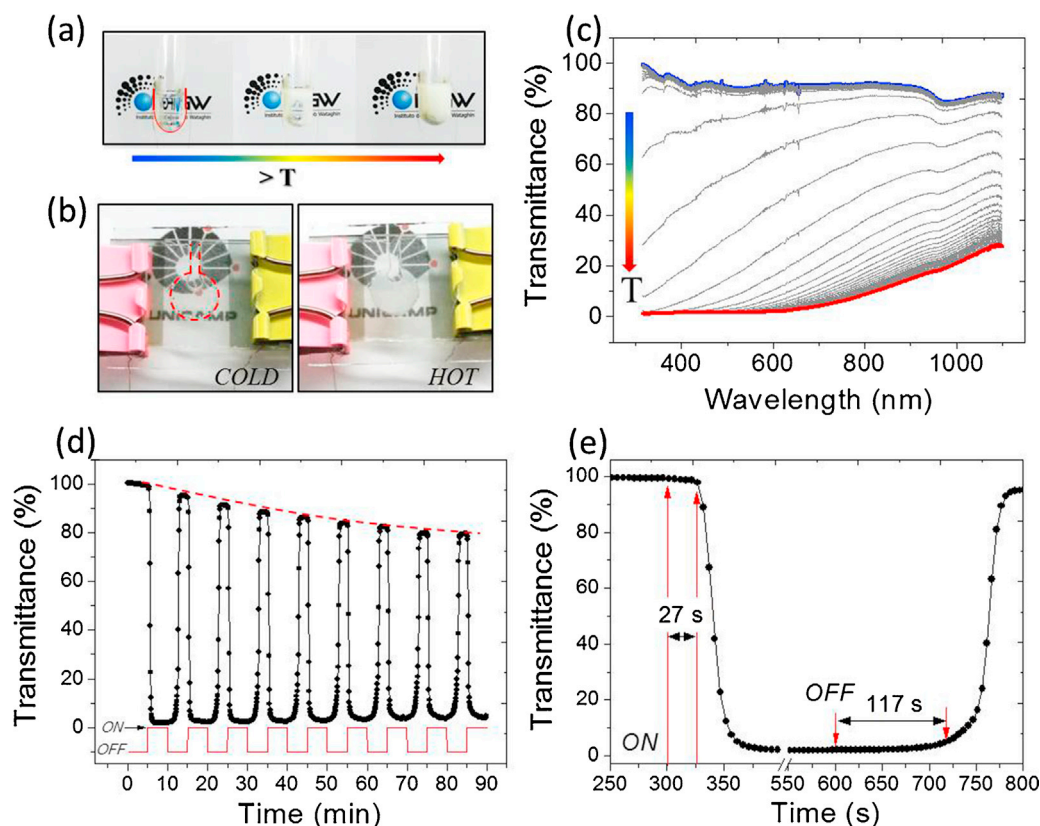 (a)
Instituto
Wataghin
W
Wataghin
> T
(b)
UNICAMP
COLD
HOT
(c)
Transmittance (%)
100
80
60
40
20
0
T
400 600 800 1000
Wavelength (nm)
(d)
Transmittance (%)
100
80
60
40
20
0
ON
OFF
0 10 20 30 40 50 60 70 80 90
Time (min)
(e)
Transmittance (%)
100
80
60
40
20
0
27 s
OFF
117 s
ON
250 300 350 550 600 650 700 750 800
Time (s)